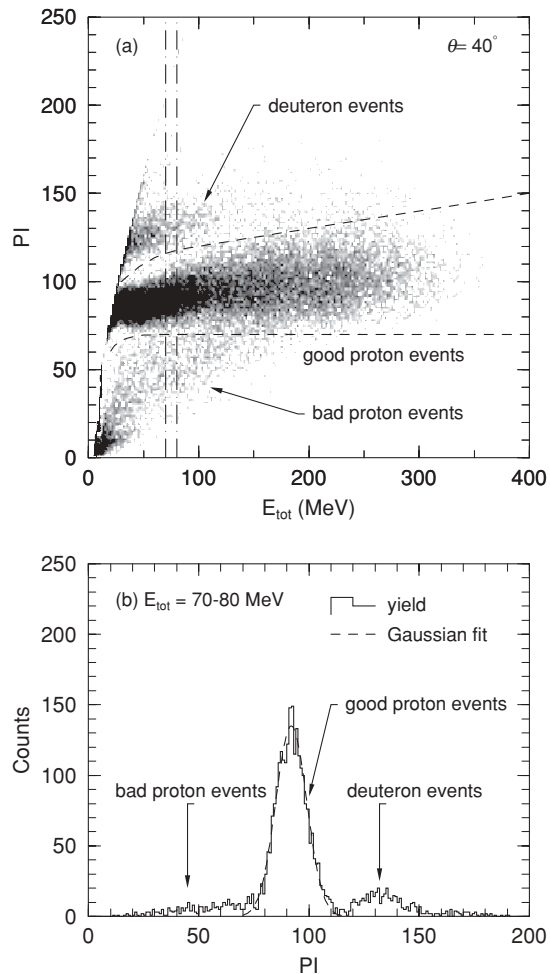 (a)
θ= 40°
250
200
150
100
50
0
PI
deuteron events
good proton events
bad proton events
0 100 200 300 400
E_tot (MeV)
(b) E_tot = 70-80 MeV
yield
Gaussian fit
250
200
150
100
50
0
Counts
good proton events
bad proton events
deuteron events
0 50 100 150 200
PI